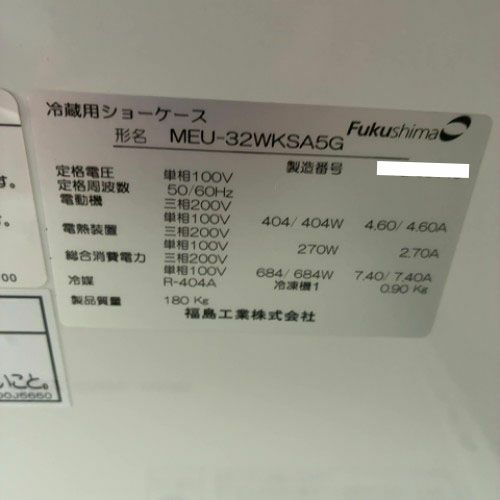 冷蔵用ショーケース
形名 MEU-32WKSA5G Fukushima
製造番号
定格電圧 単相100V
定格周波数 50/60Hz
電動機 三相200V
単相100V 404/404W 4.60/4.60A
電熱装置 三相200V
単相100V 270W 2.70A
総合消費電力 三相200V
単相100V 684/684W 7.40/7.40A
冷媒 R-404A 冷凍機1 0.90 Kg
製品質量 180 Kg
福島工業株式会社
す。
す。
00
いこと。